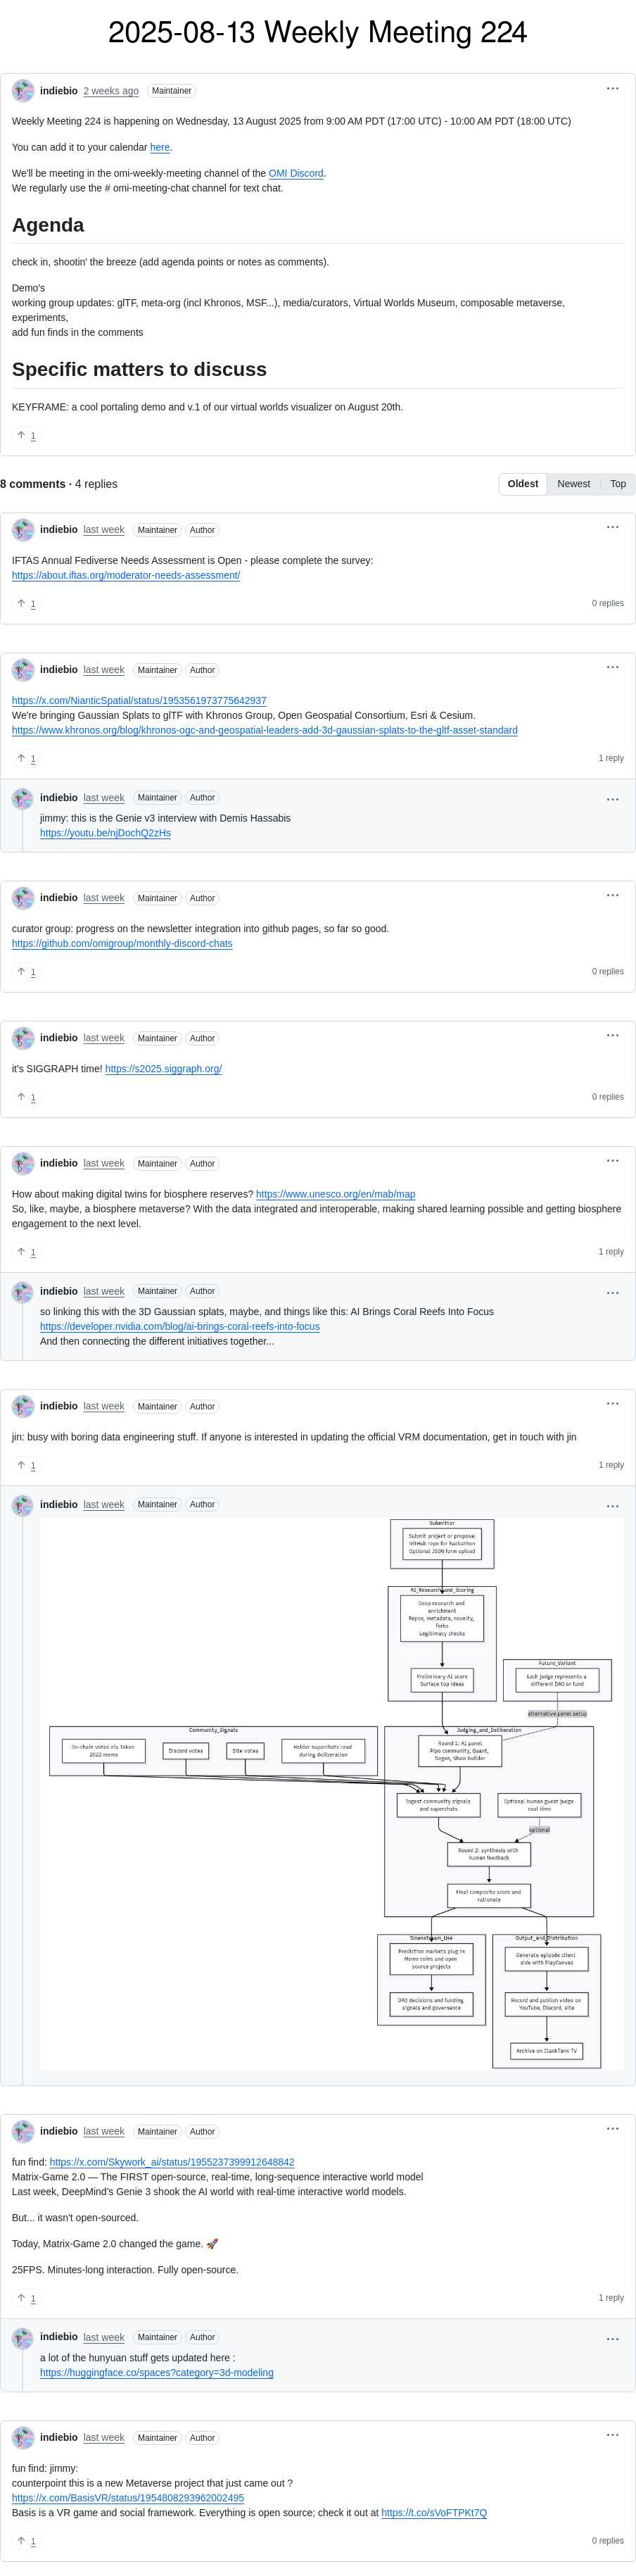 2025-08-13 Weekly Meeting 224
indiebio 2 weeks ago Maintainer
Weekly Meeting 224 is happening on Wednesday, 13 August 2025 from 9:00 AM PDT (17:00 UTC) - 10:00 AM PDT (18:00 UTC)
You can add it to your calendar here.
We'll be meeting in the omi-weekly-meeting channel of the OMI Discord.
We regularly use the # omi-meeting-chat channel for text chat.
Agenda
check in, shootin' the breeze (add agenda points or notes as comments).
Demo's
working group updates: glTF, meta-org (incl Khronos, MSF...), media/curators, Virtual Worlds Museum, composable metaverse,
experiments,
add fun finds in the comments
Specific matters to discuss
KEYFRAME: a cool portaling demo and v.1 of our virtual worlds visualizer on August 20th.
1
8 comments · 4 replies
Oldest Newest Top
indiebio last week Maintainer Author
IFTAS Annual Fediverse Needs Assessment is Open - please complete the survey:
https://about.iftas.org/moderator-needs-assessment/
1 0 replies
indiebio last week Maintainer Author
https://x.com/NianticSpatial/status/1953561973775642937
We're bringing Gaussian Splats to glTF with Khronos Group, Open Geospatial Consortium, Esri & Cesium.
https://www.khronos.org/blog/khronos-ogc-and-geospatial-leaders-add-3d-gaussian-splats-to-the-gltf-asset-standard
1 1 reply
indiebio last week Maintainer Author
jimmy: this is the Genie v3 interview with Demis Hassabis
https://youtu.be/njDochQ2zHs
indiebio last week Maintainer Author
curator group: progress on the newsletter integration into github pages, so far so good.
https://github.com/omigroup/monthly-discord-chats
1 0 replies
indiebio last week Maintainer Author
it's SIGGRAPH time! https://s2025.siggraph.org/
1 0 replies
indiebio last week Maintainer Author
How about making digital twins for biosphere reserves? https://www.unesco.org/en/mab/map
So, like, maybe, a biosphere metaverse? With the data integrated and interoperable, making shared learning possible and getting biosphere
engagement to the next level.
1 1 reply
indiebio last week Maintainer Author
so linking this with the 3D Gaussian splats, maybe, and things like this: AI Brings Coral Reefs Into Focus
https://developer.nvidia.com/blog/ai-brings-coral-reefs-into-focus
And then connecting the different initiatives together...
indiebio last week Maintainer Author
jin: busy with boring data engineering stuff. If anyone is interested in updating the official VRM documentation, get in touch with jin
1 1 reply
indiebio last week Maintainer Author
Submitter
Submit project or proposal
GitHub repo for hackathon
Optional JSON form upload
AI_Research_and_Scoring
Deep research and
enrichment
Repos, metadata, novelty,
forks
Legitimacy checks
Preliminary AI score
Surface top ideas
Future_Variant
Each judge represents a
different DAO or fund
alternative panel setup
Community_Signals
On-chain votes via Token
2022 memo
Discord votes
Site votes
Holder superchats read
during deliberation
Judging_and_Deliberation
Round 1: AI panel
Pipo community, Quant,
Degen, Shaw builder
Ingest community signals
and superchats
Optional human guest judge
real time
optional
Round 2: synthesis with
human feedback
Final composite score and
rationale
Downstream_Use
Prediction markets plug in
Meme coins and open
source projects
DAO decisions and funding
signals and governance
Output_and_Distribution
Generate episode client
side with PlayCanvas
Record and publish video on
YouTube, Discord, site
Archive on ClankTank TV
indiebio last week Maintainer Author
fun find: https://x.com/Skywork_ai/status/1955237399912648842
Matrix-Game 2.0 — The FIRST open-source, real-time, long-sequence interactive world model
Last week, DeepMind's Genie 3 shook the AI world with real-time interactive world models.
But... it wasn't open-sourced.
Today, Matrix-Game 2.0 changed the game. 🚀
25FPS. Minutes-long interaction. Fully open-source.
1 1 reply
indiebio last week Maintainer Author
a lot of the hunyuan stuff gets updated here :
https://huggingface.co/spaces?category=3d-modeling
indiebio last week Maintainer Author
fun find: jimmy:
counterpoint this is a new Metaverse project that just came out ?
https://x.com/BasisVR/status/1954808293962002495
Basis is a VR game and social framework. Everything is open source; check it out at https://t.co/sVoFTPKt7Q
1 0 replies